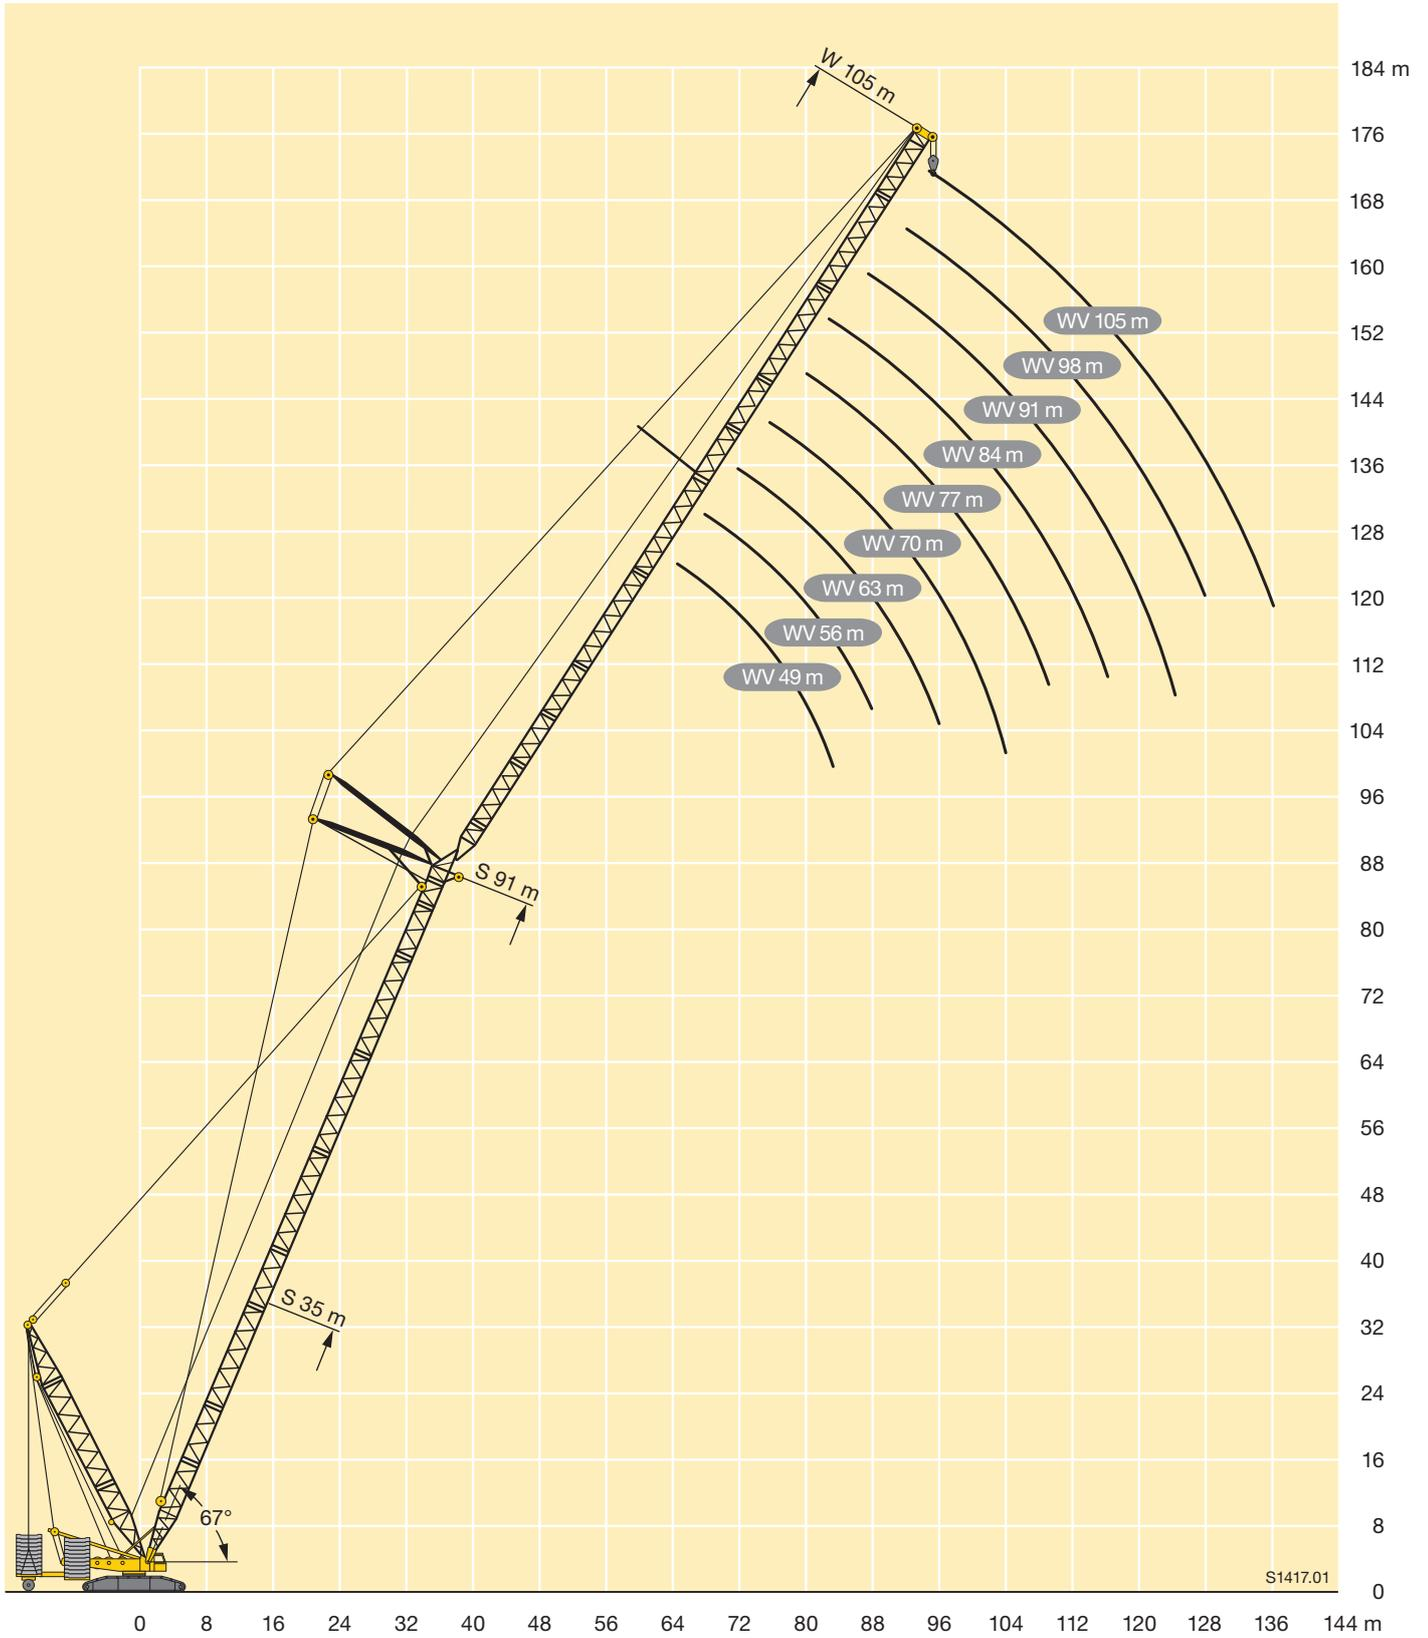 W 105 m
184 m
176
168
160
WV 105 m
152
WV 98 m
144
WV 91 m
WV 84 m
136
WV 77 m
128
WV 70 m
WV 63 m
120
WV 56 m
112
WV 49 m
104
96
88
S 91 m
80
72
64
56
48
40
S 35 m
32
24
16
67°
8
S1417.01
0
0 8 16 24 32 40 48 56 64 72 80 88 96 104 112 120 128 136 144 m